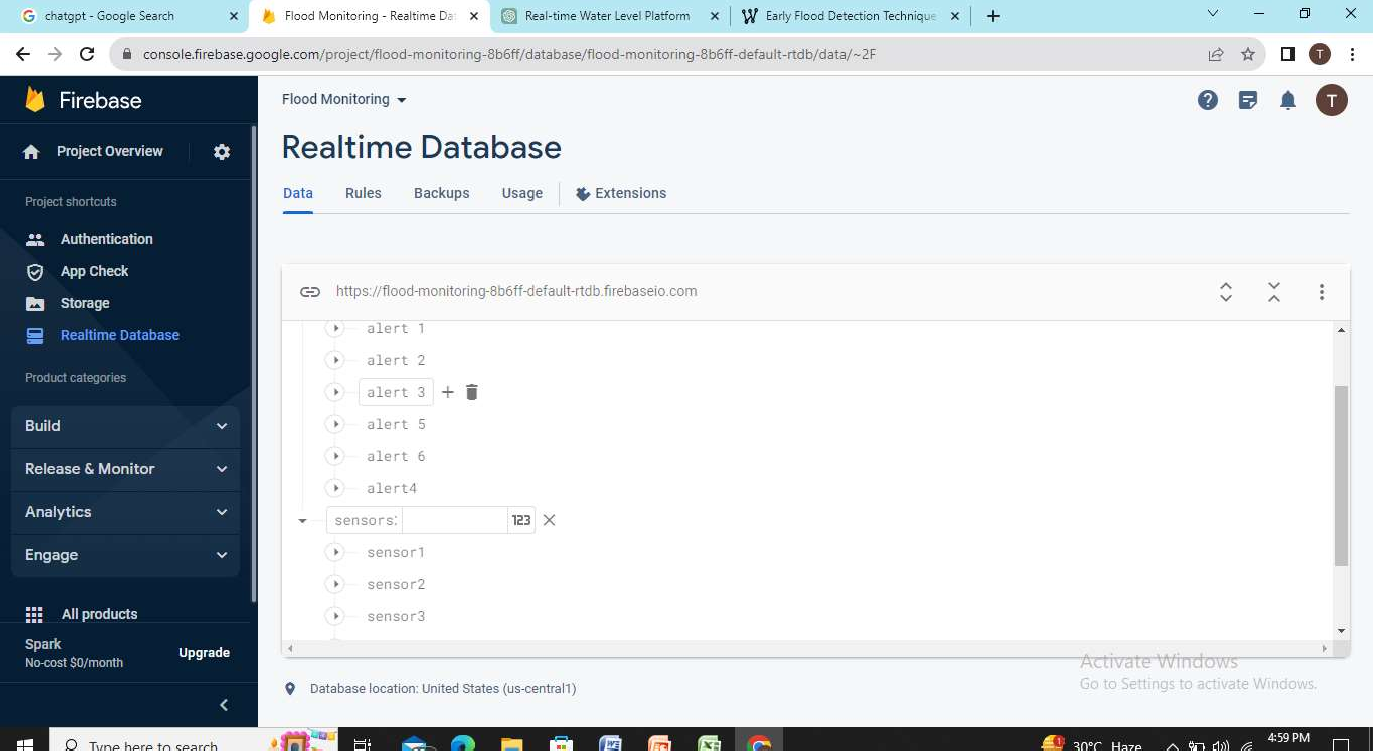 chatgpt - Google Search
Flood Monitoring - Realtime Da
Real-time Water Level Platform
Early Flood Detection Technique
console.firebase.google.com/project/flood-monitoring-8b6ff/database/flood-monitoring-8b6ff-default-rtdb/data/~2F
T
Firebase
Flood Monitoring
T
Project Overview
Realtime Database
Data
Rules
Backups
Usage
Extensions
Project shortcuts
Authentication
App Check
Storage
Realtime Database
Product categories
Build
Release & Monitor
Analytics
Engage
All products
Spark
No-cost $0/month
Upgrade
https://flood-monitoring-8b6ff-default-rtdb.firebaseio.com
alert 1
alert 2
alert 3
alert 5
alert 6
alert4
sensors:
123
sensor1
sensor2
sensor3
Database location: United States (us-central1)
Activate Windows
Go to Settings to activate Windows.
Type here to search
1
30°C Haze
4:59 PM